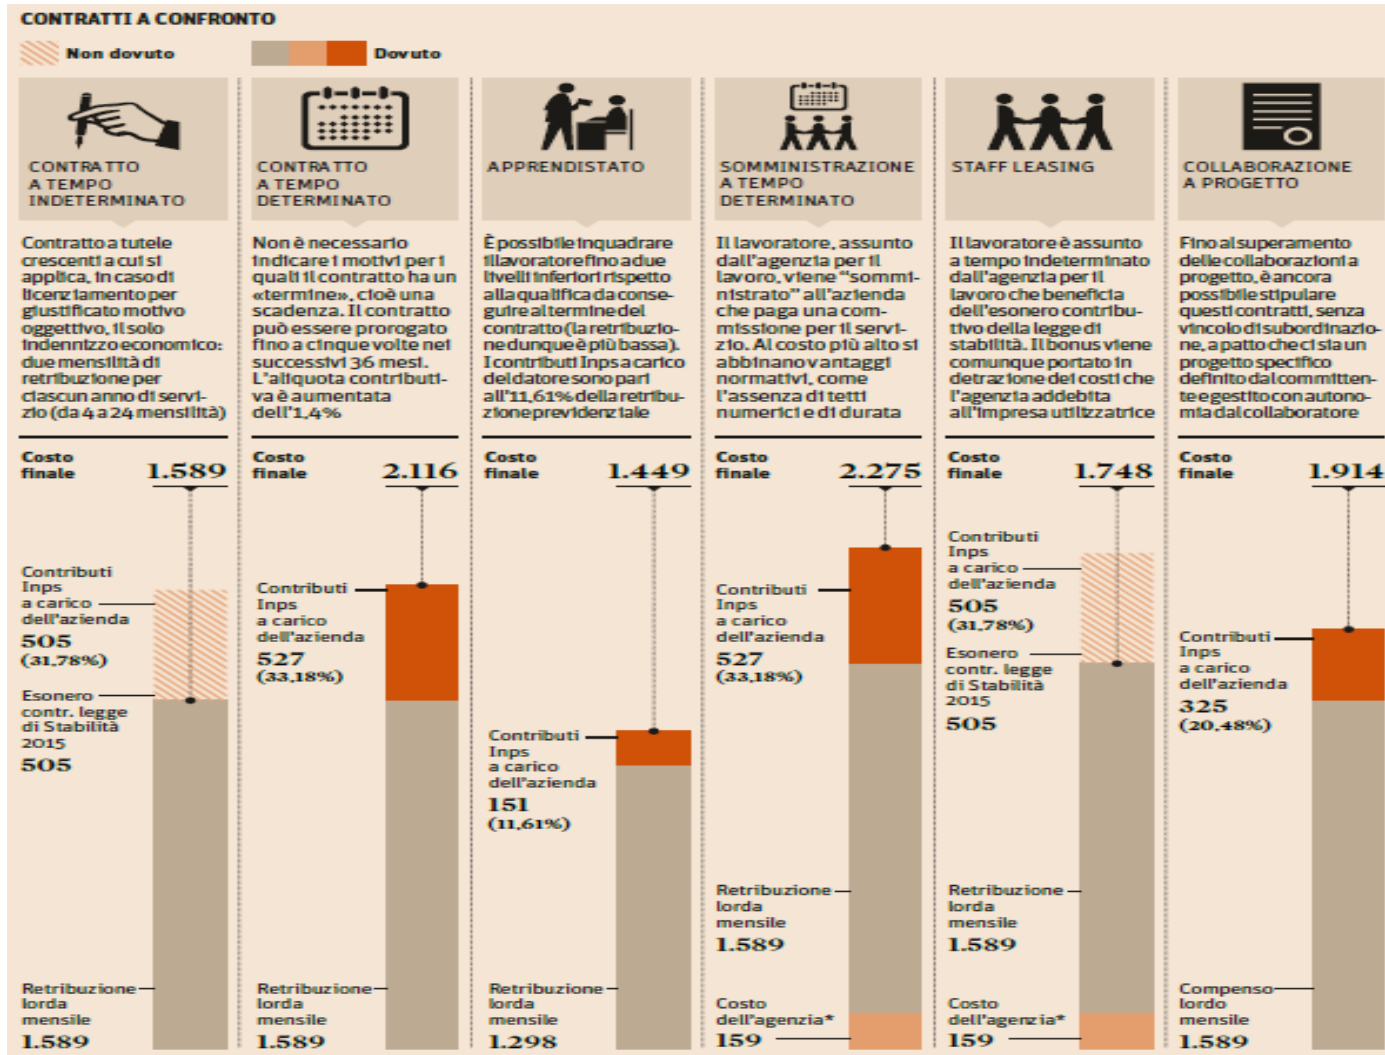 CONTRATTI A CONFRONTO
Non dovuto
Dovuto
CONTRATTO
A TEMPO
INDETERMINATO
Contratto a tutele
crescenti a cui si
applica, in caso di
licenziamento per
giustificato motivo
oggettivo, il solo
indennizzo economico:
due mensilità di
retribuzione per
ciascun anno di servi-
zio (da 4 a 24 mensilità)
Costo
finale 1.589
Contributi
Inps
a carico
dell'azienda
505
(31,78%)
Esonero
contr. legge
di Stabilità
2015
505
Retribuzione
lorda
mensile
1.589
CONTRATTO
A TEMPO
DETERMINATO
Non è necessario
indicare i motivi per i
quali il contratto ha un
«termine», cioè una
scadenza. Il contratto
può essere prorogato
fino a cinque volte nei
successivi 36 mesi.
L'aliquota contributi-
va è aumentata
dell'1,4%
Costo
finale 2.116
Contributi
Inps
a carico
dell'azienda
527
(33,18%)
Retribuzione
lorda
mensile
1.589
APPRENDISTATO
È possibile inquadrare
il lavoratore fino a due
livelli inferiori rispetto
alla qualifica da conse-
guire al termine del
contratto (la retribuzio-
ne dunque è più bassa).
I contributi Inps a carico
del datore sono pari
all'11,61% della retribu-
zione previdenziale
Costo
finale 1.449
Contributi
Inps
a carico
dell'azienda
151
(11,61%)
Retribuzione
lorda
mensile
1.298
SOMMINISTRAZIONE
A TEMPO
DETERMINATO
Il lavoratore, assunto
dall'agenzia per il
lavoro, viene "sommi-
nistrato" all'azienda
che paga una com-
missione per il servi-
zio. Al costo più alto si
abbinano vantaggi
normativi, come
l'assenza di tetti
numerici e di durata
Costo
finale 2.275
Contributi
Inps
a carico
dell'azienda
527
(33,18%)
Retribuzione
lorda
mensile
1.589
Costo
dell'agenzia*
159
STAFF LEASING
Il lavoratore è assunto
a tempo indeterminato
dall'agenzia per il
lavoro che beneficia
dell'esonero contribu-
tivo della legge di
stabilità. Il bonus viene
comunque portato in
detrazione dei costi che
l'agenzia addebita
all'impresa utilizzatrice
Costo
finale 1.748
Contributi
Inps
a carico
dell'azienda
505
(31,78%)
Esonero
contr. legge
di Stabilità
2015
505
Retribuzione
lorda
mensile
1.589
Costo
dell'agenzia*
159
COLLABORAZIONE
A PROGETTO
Fino al superamento
delle collaborazioni a
progetto, è ancora
possibile stipulare
questi contratti, senza
vincolo di subordinazio-
ne, a patto che ci sia un
progetto specifico
definito dal committen-
te e gestito con autono-
mia dal collaboratore
Costo
finale 1.914
Contributi
Inps
a carico
dell'azienda
325
(20,48%)
Compenso
lordo
mensile
1.589